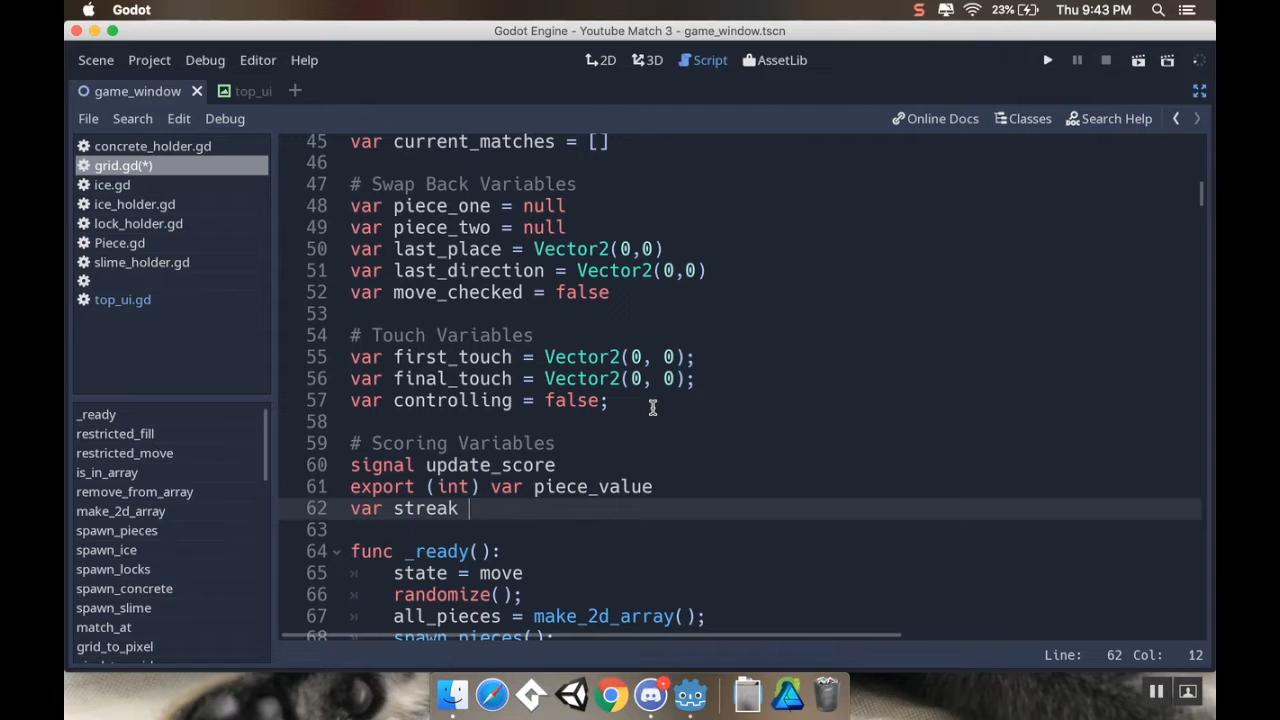 Godot
23%
Thu 9:43 PM
Godot Engine - Youtube Match 3 - game_window.tscn
Scene Project Debug Editor Help
2D 3D Script AssetLib
game_window top_ui
File Search Edit Debug
Online Docs Classes Search Help
concrete_holder.gd
grid.gd(*)
ice.gd
ice_holder.gd
lock_holder.gd
Piece.gd
slime_holder.gd
top_ui.gd
_ready
restricted_fill
restricted_move
is_in_array
remove_from_array
make_2d_array
spawn_pieces
spawn_ice
spawn_locks
spawn_concrete
spawn_slime
match_at
grid_to_pixel
45 var current_matches = []
46
47 # Swap Back Variables
48 var piece_one = null
49 var piece_two = null
50 var last_place = Vector2(0,0)
51 var last_direction = Vector2(0,0)
52 var move_checked = false
53
54 # Touch Variables
55 var first_touch = Vector2(0, 0);
56 var final_touch = Vector2(0, 0);
57 var controlling = false;
58
59 # Scoring Variables
60 signal update_score
61 export (int) var piece_value
62 var streak
63
64 func _ready():
65 state = move
66 randomize();
67 all_pieces = make_2d_array();
68 spawn_pieces();
Line: 62 Col: 12